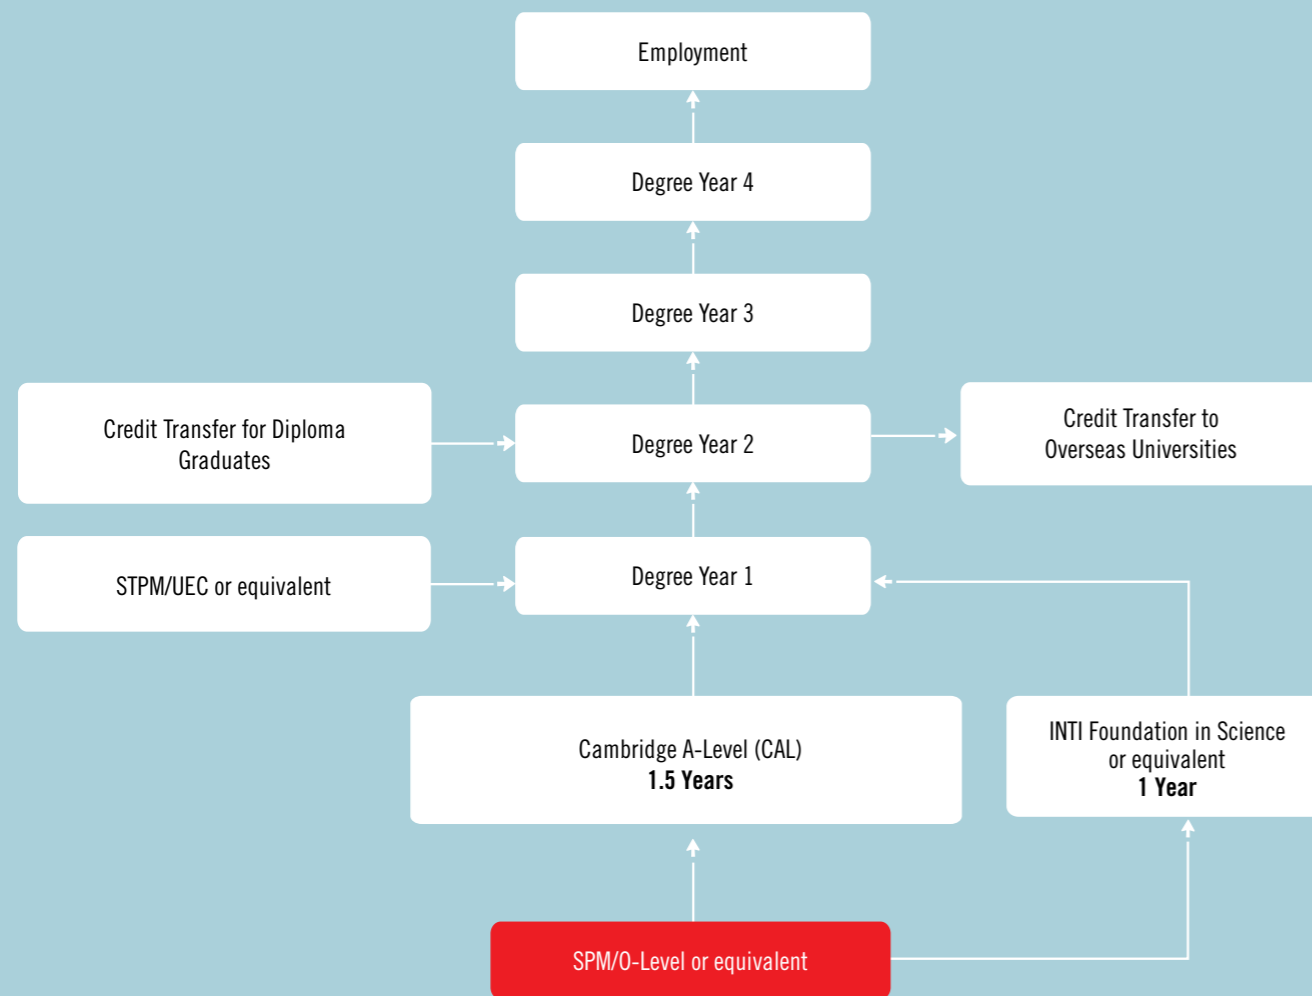 Employment
Degree Year 4
Degree Year 3
Credit Transfer for Diploma
Graduates
Degree Year 2
Credit Transfer to
Overseas Universities
STPM/UEC or equivalent
Degree Year 1
Cambridge A-Level (CAL)
1.5 Years
INTI Foundation in Science
or equivalent
1 Year
SPM/O-Level or equivalent